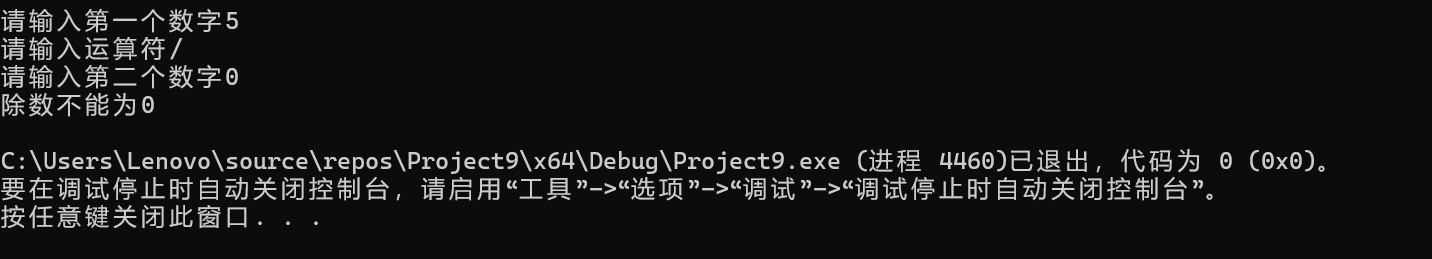 请输入第一个数字5
请输入运算符/
请输入第二个数字0
除数不能为0
C:\Users\Lenovo\source\repos\Project9\x64\Debug\Project9.exe (进程 4460)已退出，代码为 0 (0x0)。
要在调试停止时自动关闭控制台，请启用“工具”->“选项”->“调试”->“调试停止时自动关闭控制台”。
按任意键关闭此窗口. . .